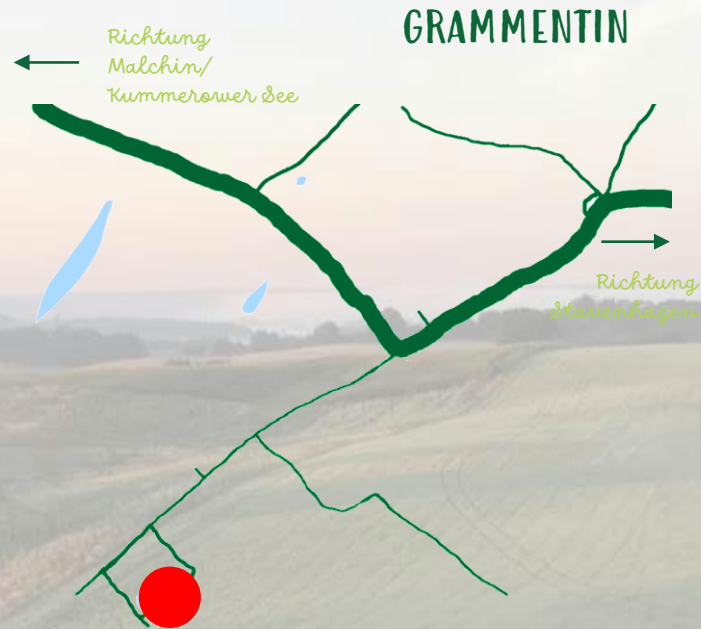 GRAMMENTIN
Richtung
Malchin/
Kummerower See
Richtung
Stavenhagen